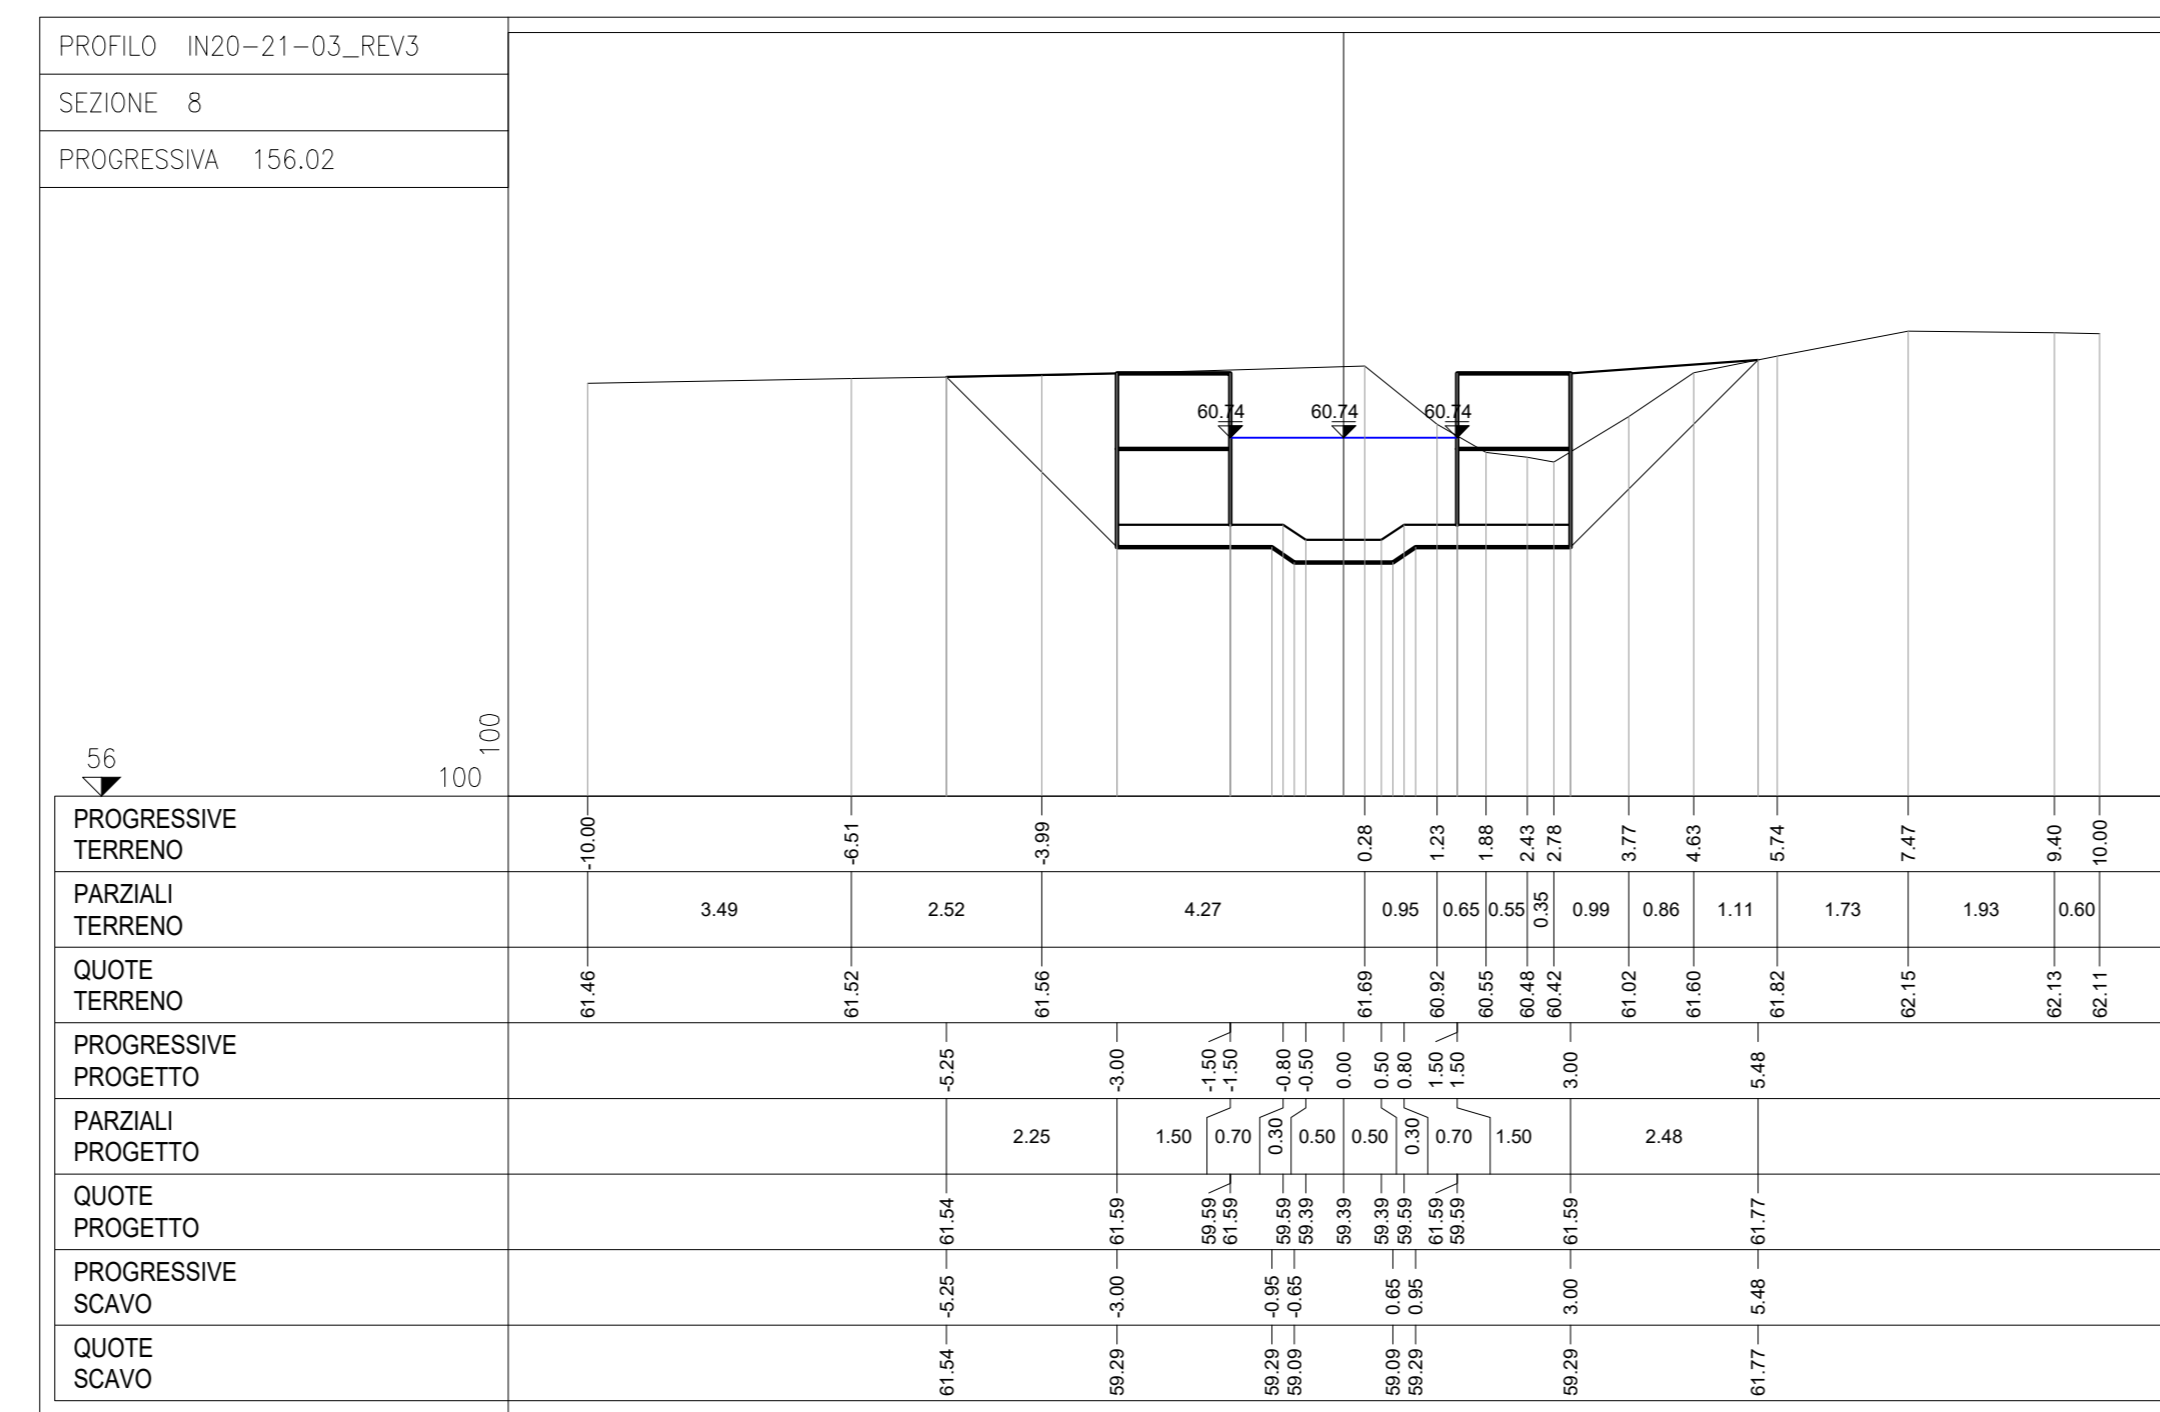 PROFILO IN20-21-03_REV3
SEZIONE 8
PROGRESSIVA 156.02
60.74 60.74 60.74
56
100
100
PROGRESSIVE
TERRENO
-10.00 -6.51 -3.99 0.28 1.23 1.88 2.43 2.78 3.77 4.63 5.74 7.47 9.40 10.00
PARZIALI
TERRENO
3.49 2.52 4.27 0.95 0.65 0.55 0.35 0.99 0.86 1.11 1.73 1.93 0.60
QUOTE
TERRENO
61.46 61.52 61.56 61.69 60.92 60.55 60.48 60.42 61.02 61.60 61.82 62.15 62.13 62.11
PROGRESSIVE
PROGETTO
-5.25 -3.00 -1.50 -1.50 -0.80 -0.50 0.00 0.50 0.80 1.50 1.50 3.00 5.48
PARZIALI
PROGETTO
2.25 1.50 0.70 0.30 0.50 0.50 0.30 0.70 1.50 2.48
QUOTE
PROGETTO
61.54 61.59 59.59 61.59 59.59 59.39 59.39 59.39 59.59 61.59 59.59 61.59 61.77
PROGRESSIVE
SCAVO
-5.25 -3.00 -0.95 -0.65 0.65 0.95 3.00 5.48
QUOTE
SCAVO
61.54 59.29 59.29 59.09 59.09 59.29 59.29 61.77